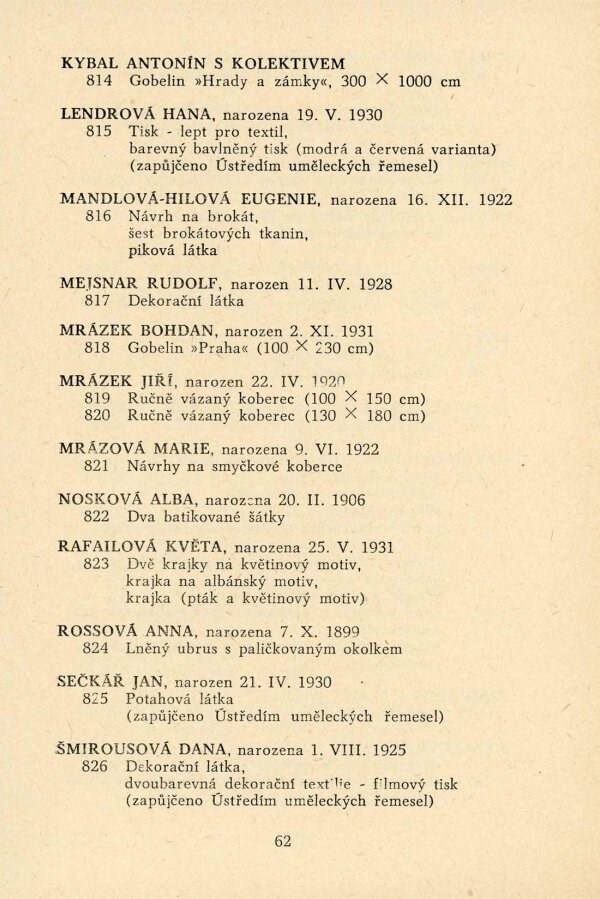 KYBAL ANTONÍN S KOLEKTIVEM
814 Gobelin »Hrady a zámky«, 300 × 1000 cm
LENDROVÁ HANA, narozena 19. V. 1930
815 Tisk - lept pro textil,
barevný bavlněný tisk (modrá a červená varianta)
(zapůjčeno Ústředím uměleckých řemesel)
MANDLOVÁ-HILOVÁ EUGENIE, narozena 16. XII. 1922
816 Návrh na brokát,
šest brokátových tkanin,
piková látka
MEJSNAR RUDOLF, narozen 11. IV. 1928
817 Dekorační látka
MRÁZEK BOHDAN, narozen 2. XI. 1931
818 Gobelin »Praha« (100 × 230 cm)
MRÁZEK JIŘÍ, narozen 22. IV. 1920
819 Ručně vázaný koberec (100 × 150 cm)
820 Ručně vázaný koberec (130 × 180 cm)
MRÁZOVÁ MARIE, narozena 9. VI. 1922
821 Návrhy na smyčkové koberce
NOSKOVÁ ALBA, narozena 20. II. 1906
822 Dva batikované šátky
RAFAILOVÁ KVĚTA, narozena 25. V. 1931
823 Dvě krajky na květinový motiv,
krajka na albánský motiv,
krajka (pták a květinový motiv)
ROSSOVÁ ANNA, narozena 7. X. 1899
824 Lněný ubrus s paličkovaným okolkem
SEČKÁŘ JAN, narozen 21. IV. 1930
825 Potahová látka
(zapůjčeno Ústředím uměleckých řemesel)
ŠMIROUSOVÁ DANA, narozena 1. VIII. 1925
826 Dekorační látka,
dvoubarevná dekorační textilie - filmový tisk
(zapůjčeno Ústředím uměleckých řemesel)
62